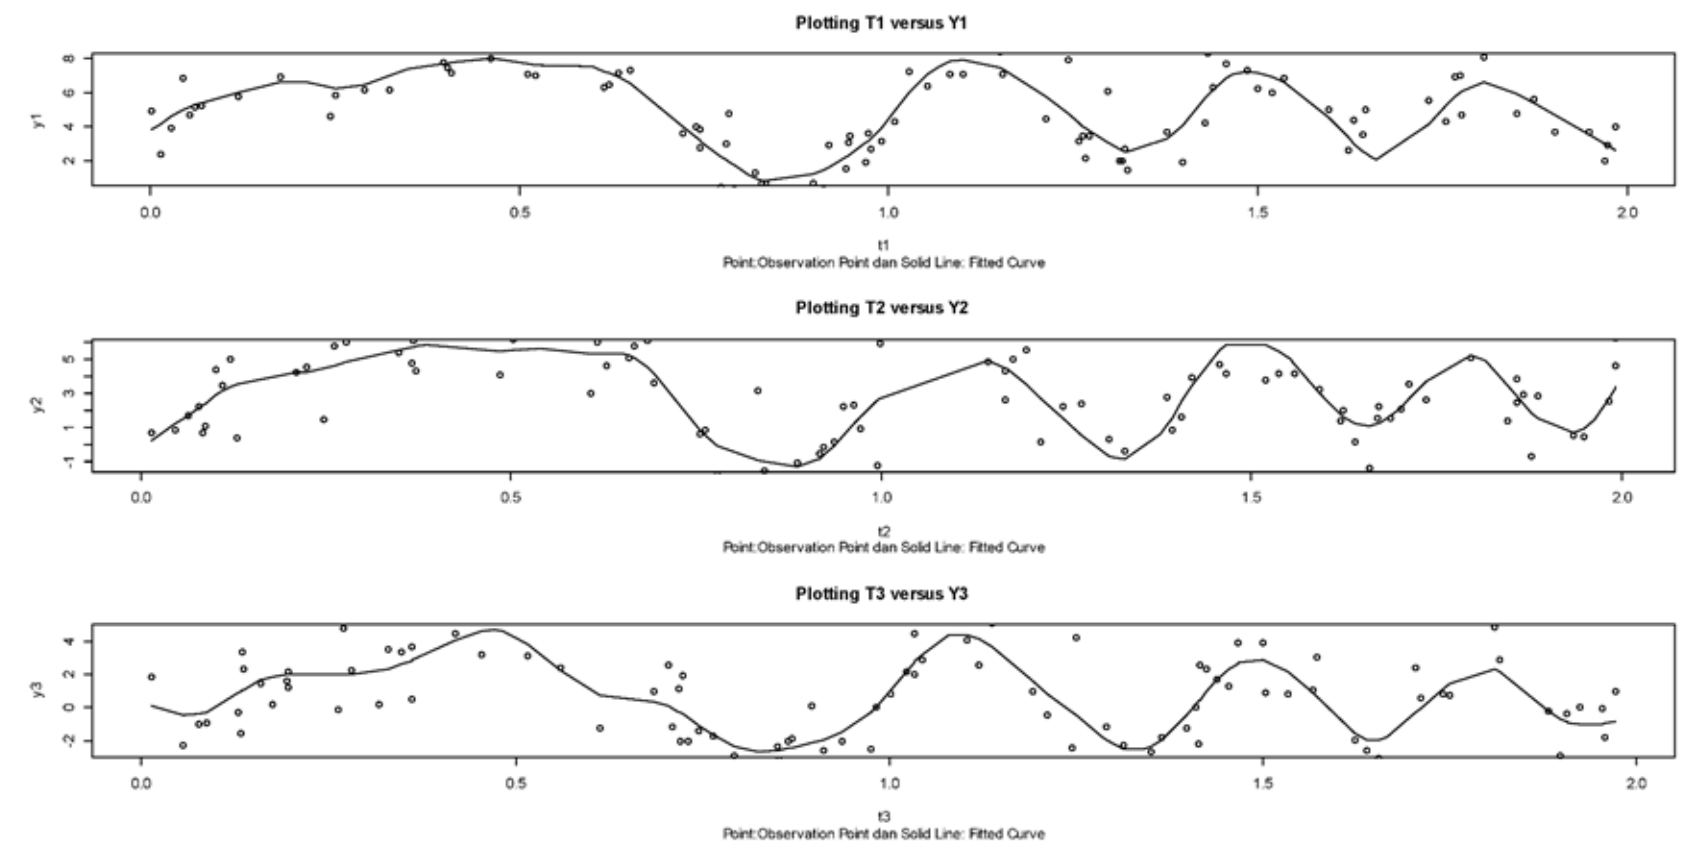 Plotting T1 versus Y1
y1
8
6
4
2
0.0 0.5 1.0 1.5 2.0
t1
Point:Observation Point dan Solid Line: Fitted Curve
Plotting T2 versus Y2
y2
5
3
1
-1
0.0 0.5 1.0 1.5 2.0
t2
Point:Observation Point dan Solid Line: Fitted Curve
Plotting T3 versus Y3
y3
4
2
0
-2
0.0 0.5 1.0 1.5 2.0
t3
Point:Observation Point dan Solid Line: Fitted Curve